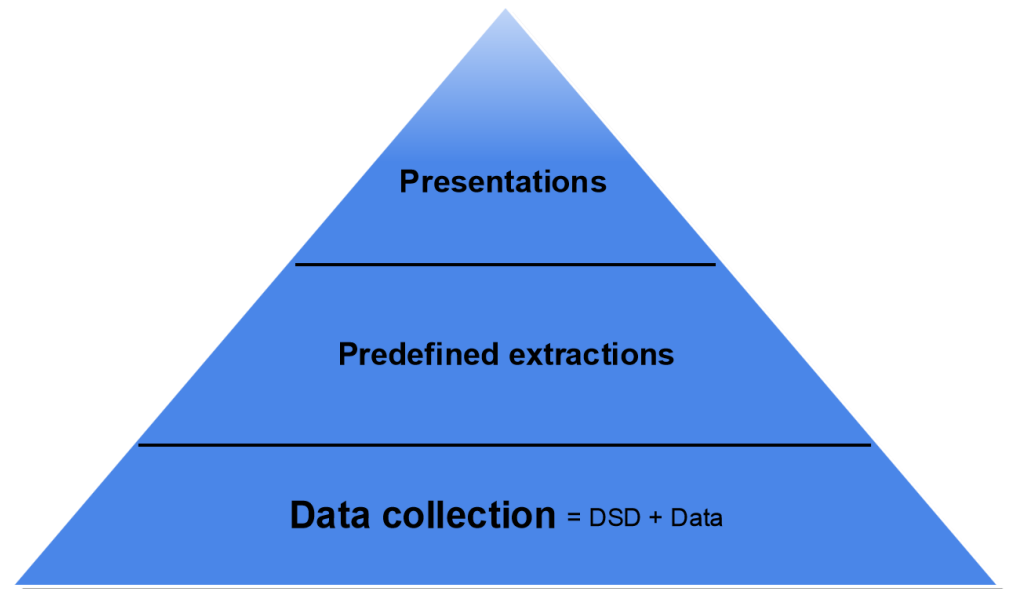 Presentations
Predefined extractions
Data collection = DSD + Data